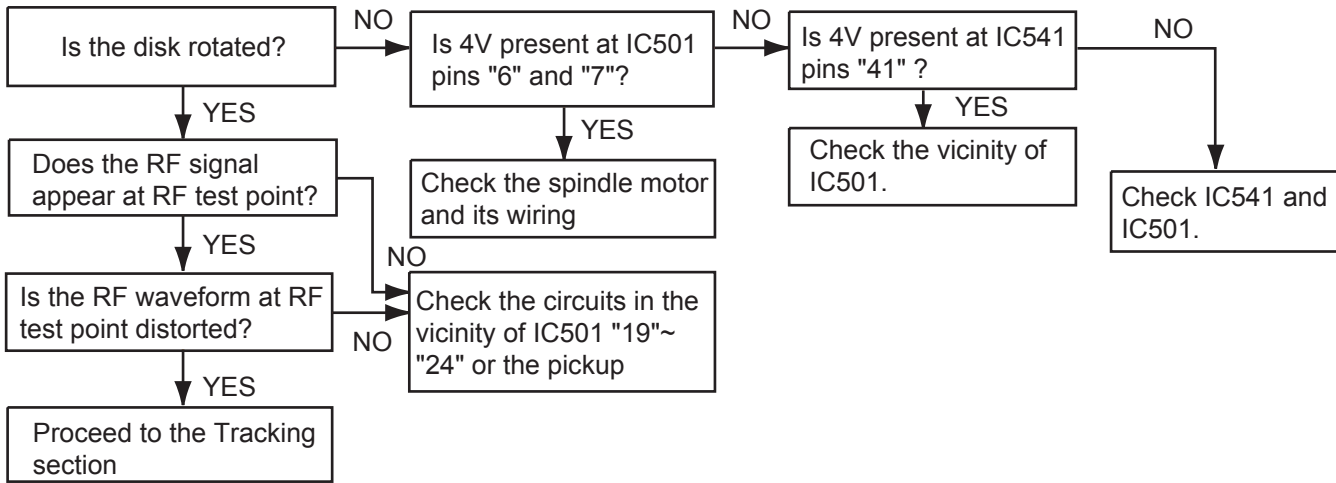 Is the disk rotated?
NO
Is 4V present at IC501
pins "6" and "7"?
NO
Is 4V present at IC541
pins "41" ?
NO
YES
YES
YES
Does the RF signal
appear at RF test point?
Check the spindle motor
and its wiring
Check the vicinity of
IC501.
Check IC541 and
IC501.
YES
NO
Is the RF waveform at RF
test point distorted?
NO
Check the circuits in the
vicinity of IC501 "19"~
"24" or the pickup
YES
Proceed to the Tracking
section